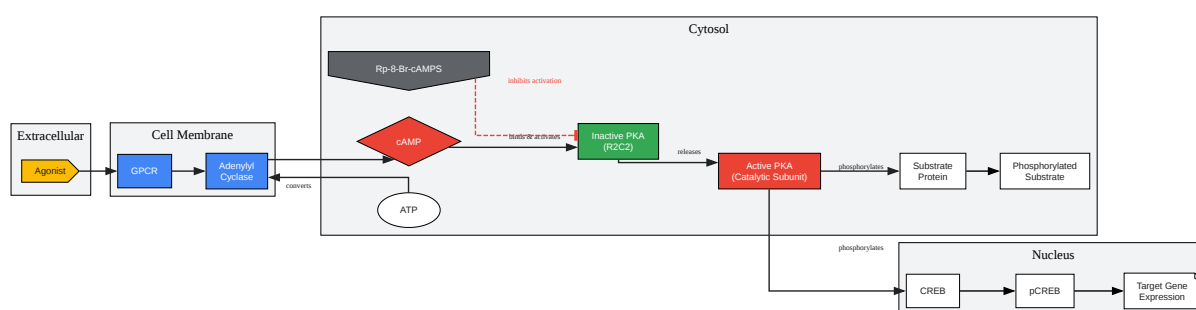 Cytosol
Rp-8-Br-cAMPS
inhibits activation
Extracellular
Agonist
Cell Membrane
GPCR
Adenylyl
Cyclase
converts
cAMP
binds & activates
ATP
Inactive PKA
(R2C2)
releases
Active PKA
(Catalytic Subunit)
phosphorylates
Substrate
Protein
Phosphorylated
Substrate
phosphorylates
Nucleus
CREB
pCREB
Target Gene
Expression